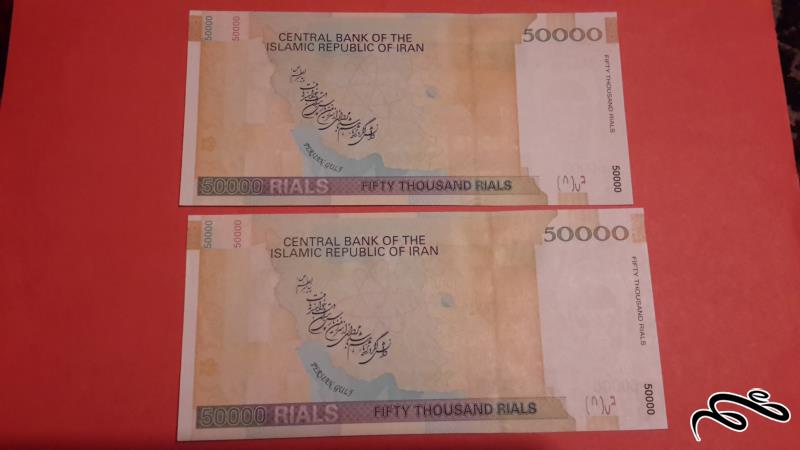 50000
50000
CENTRAL BANK OF THE
ISLAMIC REPUBLIC OF IRAN
50000
FIFTY THOUSAND RIALS
50000
PERSIAN GULF
50000 RIALS
FIFTY THOUSAND RIALS
50000
50000
CENTRAL BANK OF THE
ISLAMIC REPUBLIC OF IRAN
50000
FIFTY THOUSAND RIALS
50000
PERSIAN GULF
50000 RIALS
FIFTY THOUSAND RIALS